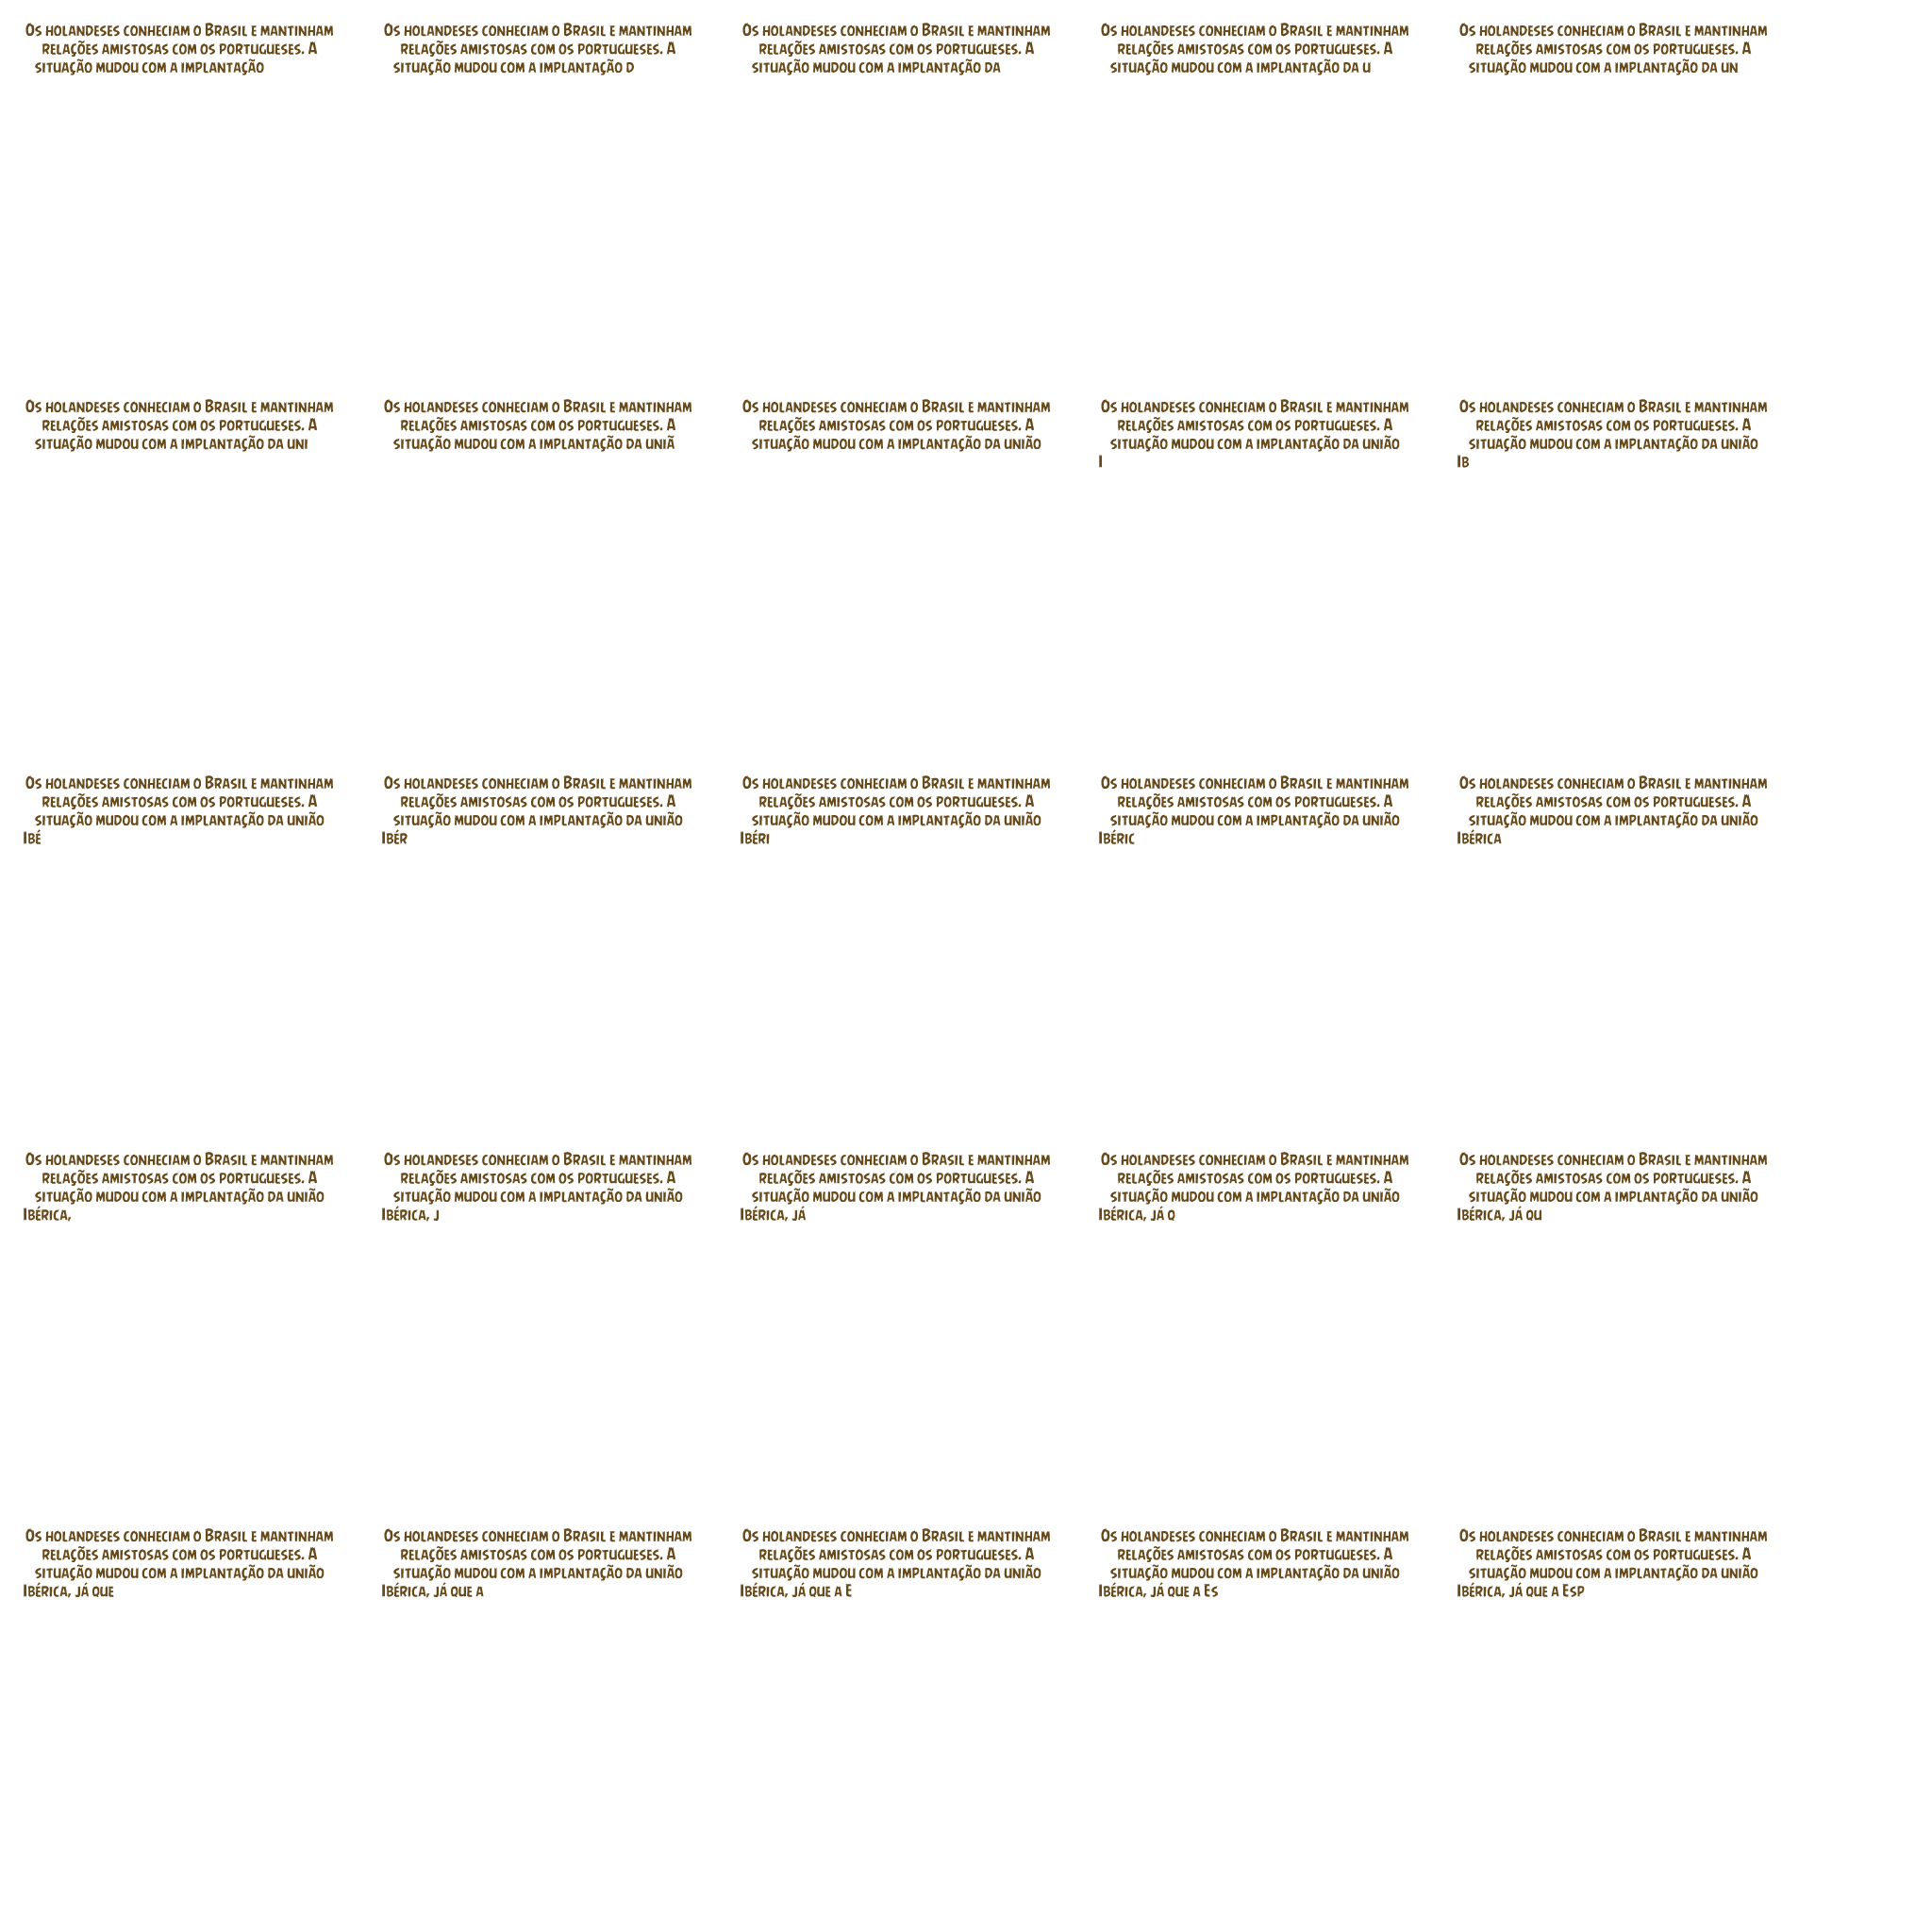 Os holandeses conheciam o Brasil e mantinham
relações amistosas com os portugueses. A
situação mudou com a implantação
Os holandeses conheciam o Brasil e mantinham
relações amistosas com os portugueses. A
situação mudou com a implantação d
Os holandeses conheciam o Brasil e mantinham
relações amistosas com os portugueses. A
situação mudou com a implantação da
Os holandeses conheciam o Brasil e mantinham
relações amistosas com os portugueses. A
situação mudou com a implantação da u
Os holandeses conheciam o Brasil e mantinham
relações amistosas com os portugueses. A
situação mudou com a implantação da un
Os holandeses conheciam o Brasil e mantinham
relações amistosas com os portugueses. A
situação mudou com a implantação da uni
Os holandeses conheciam o Brasil e mantinham
relações amistosas com os portugueses. A
situação mudou com a implantação da uniã
Os holandeses conheciam o Brasil e mantinham
relações amistosas com os portugueses. A
situação mudou com a implantação da união
Os holandeses conheciam o Brasil e mantinham
relações amistosas com os portugueses. A
situação mudou com a implantação da união
I
Os holandeses conheciam o Brasil e mantinham
relações amistosas com os portugueses. A
situação mudou com a implantação da união
Ib
Os holandeses conheciam o Brasil e mantinham
relações amistosas com os portugueses. A
situação mudou com a implantação da união
Ibé
Os holandeses conheciam o Brasil e mantinham
relações amistosas com os portugueses. A
situação mudou com a implantação da união
Ibér
Os holandeses conheciam o Brasil e mantinham
relações amistosas com os portugueses. A
situação mudou com a implantação da união
Ibéri
Os holandeses conheciam o Brasil e mantinham
relações amistosas com os portugueses. A
situação mudou com a implantação da união
Ibéric
Os holandeses conheciam o Brasil e mantinham
relações amistosas com os portugueses. A
situação mudou com a implantação da união
Ibérica
Os holandeses conheciam o Brasil e mantinham
relações amistosas com os portugueses. A
situação mudou com a implantação da união
Ibérica,
Os holandeses conheciam o Brasil e mantinham
relações amistosas com os portugueses. A
situação mudou com a implantação da união
Ibérica, j
Os holandeses conheciam o Brasil e mantinham
relações amistosas com os portugueses. A
situação mudou com a implantação da união
Ibérica, já
Os holandeses conheciam o Brasil e mantinham
relações amistosas com os portugueses. A
situação mudou com a implantação da união
Ibérica, já q
Os holandeses conheciam o Brasil e mantinham
relações amistosas com os portugueses. A
situação mudou com a implantação da união
Ibérica, já qu
Os holandeses conheciam o Brasil e mantinham
relações amistosas com os portugueses. A
situação mudou com a implantação da união
Ibérica, já que
Os holandeses conheciam o Brasil e mantinham
relações amistosas com os portugueses. A
situação mudou com a implantação da união
Ibérica, já que a
Os holandeses conheciam o Brasil e mantinham
relações amistosas com os portugueses. A
situação mudou com a implantação da união
Ibérica, já que a E
Os holandeses conheciam o Brasil e mantinham
relações amistosas com os portugueses. A
situação mudou com a implantação da união
Ibérica, já que a Es
Os holandeses conheciam o Brasil e mantinham
relações amistosas com os portugueses. A
situação mudou com a implantação da união
Ibérica, já que a Esp